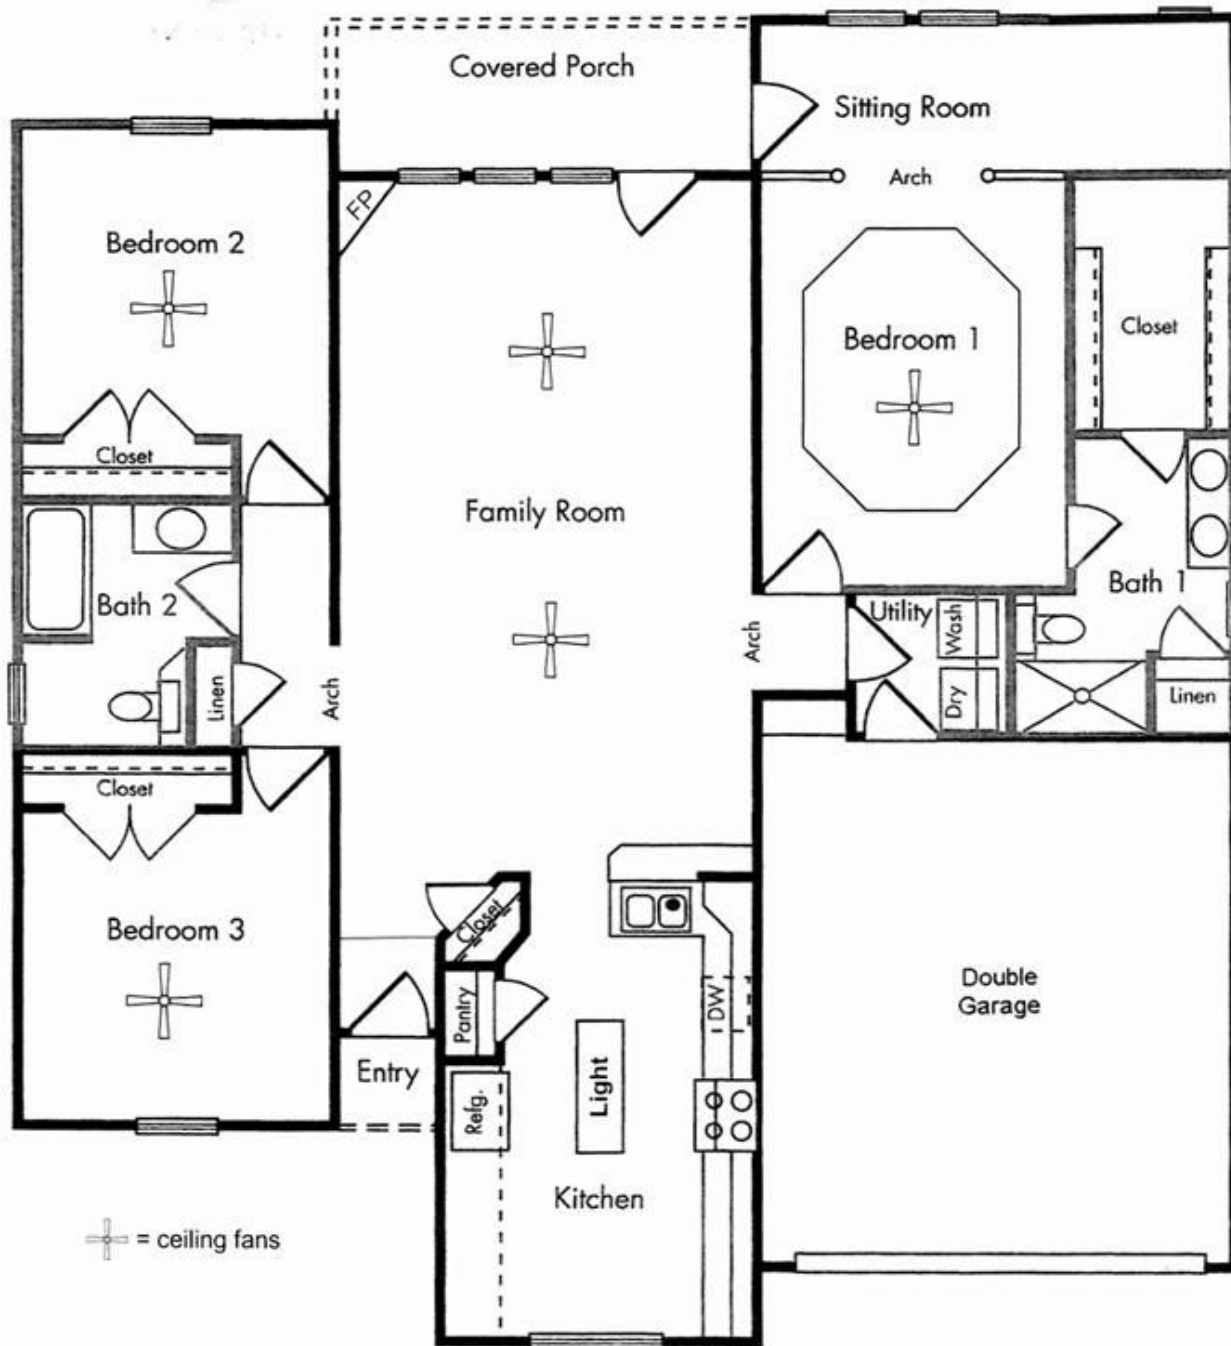 Covered Porch
Sitting Room
Arch
FP
Bedroom 2
Closet
Bedroom 1
Closet
Family Room
Bath 2
Linen
Arch
Arch
Utility
Wash
Dry
Bath 1
Linen
Closet
Bedroom 3
Closet
Pantry
DW
Double
Garage
Entry
Refg.
Light
Kitchen
= ceiling fans